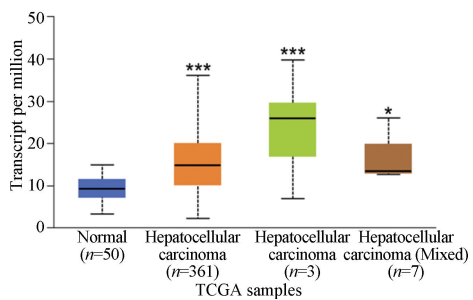 Transcript per million
50
40
30
20
10
0
***
***
*
Normal
(n=50)
Hepatocellular
carcinoma
(n=361)
Hepatocellular
carcinoma
(n=3)
Hepatocellular
carcinoma (Mixed)
(n=7)
TCGA samples